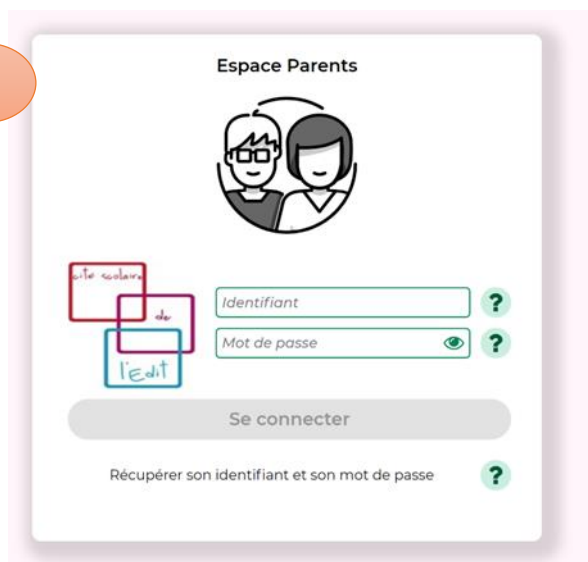 Espace Parents
cite scolaire
de
l'Edit
Identifiant
?
Mot de passe
?
Se connecter
Récupérer son identifiant et son mot de passe
?